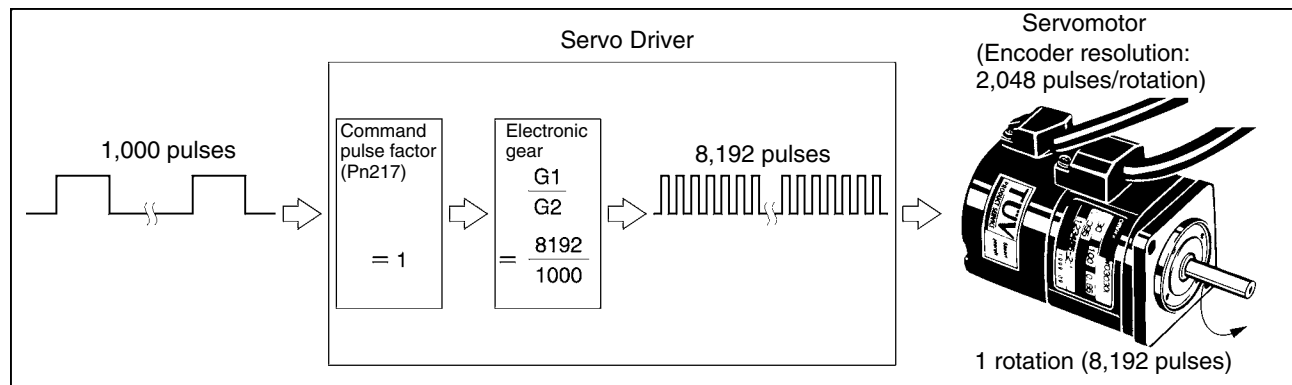 Servo Driver
Servomotor
(Encoder resolution:
2,048 pulses/rotation)
1,000 pulses
Command
pulse factor
(Pn217)
= 1
Electronic
gear
G1
G2
= 8192
1000
8,192 pulses
TÜV
1 rotation (8,192 pulses)